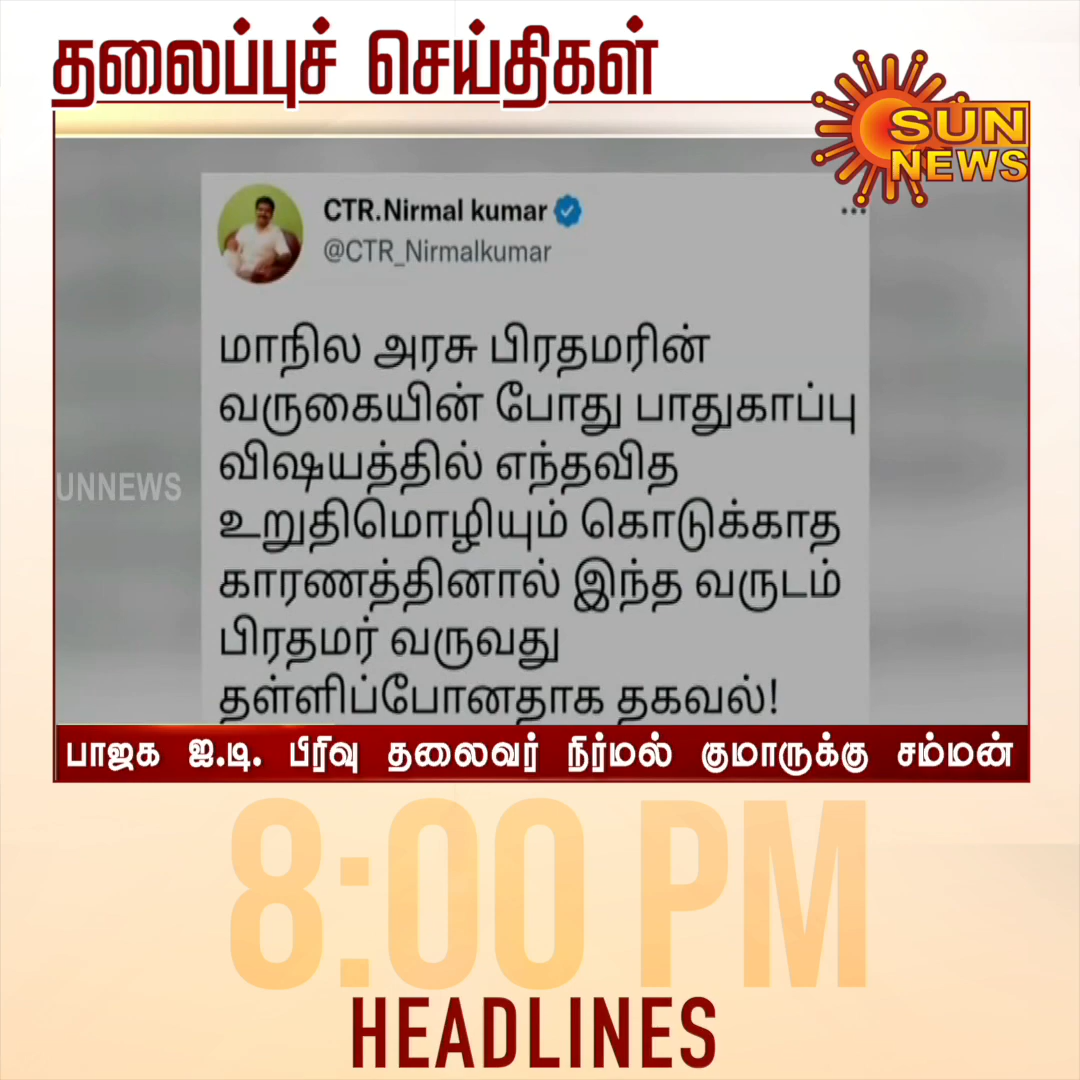 தலைப்புச் செய்திகள்
SUN
NEWS
CTR.Nirmal kumar
@CTR_Nirmalkumar
மாநில அரசு பிரதமரின்
வருகையின் போது பாதுகாப்பு
விஷயத்தில் எந்தவித
UNNEWS
உறுதிமொழியும் கொடுக்காத
காரணத்தினால் இந்த வருடம்
பிரதமர் வருவது
தள்ளிப்போனதாக தகவல்!
பாஜக ஐ.டி. பிரிவு தலைவர் நிர்மல் குமாருக்கு சம்மன்
8:00 PM
HEADLINES